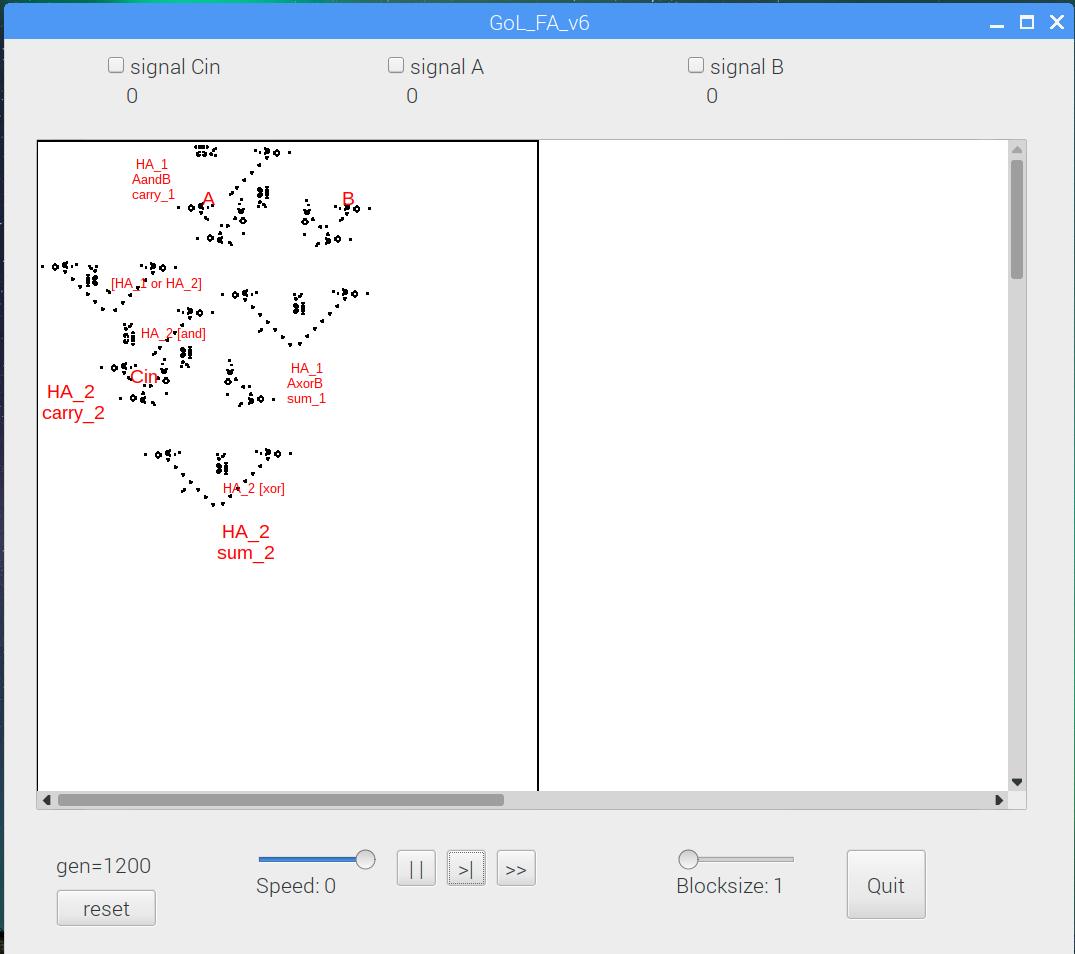 GoL_FA_v6
signal Cin
signal A
signal B
0
0
0
HA_1
AandB
carry_1
A
B
[HA_1 or HA_2]
HA_2 [and]
HA_1
AxorB
sum_1
Cin
HA_2
carry_2
HA_2 [xor]
HA_2
sum_2
gen=1200
reset
Speed: 0
||
>|
>>
Blocksize: 1
Quit